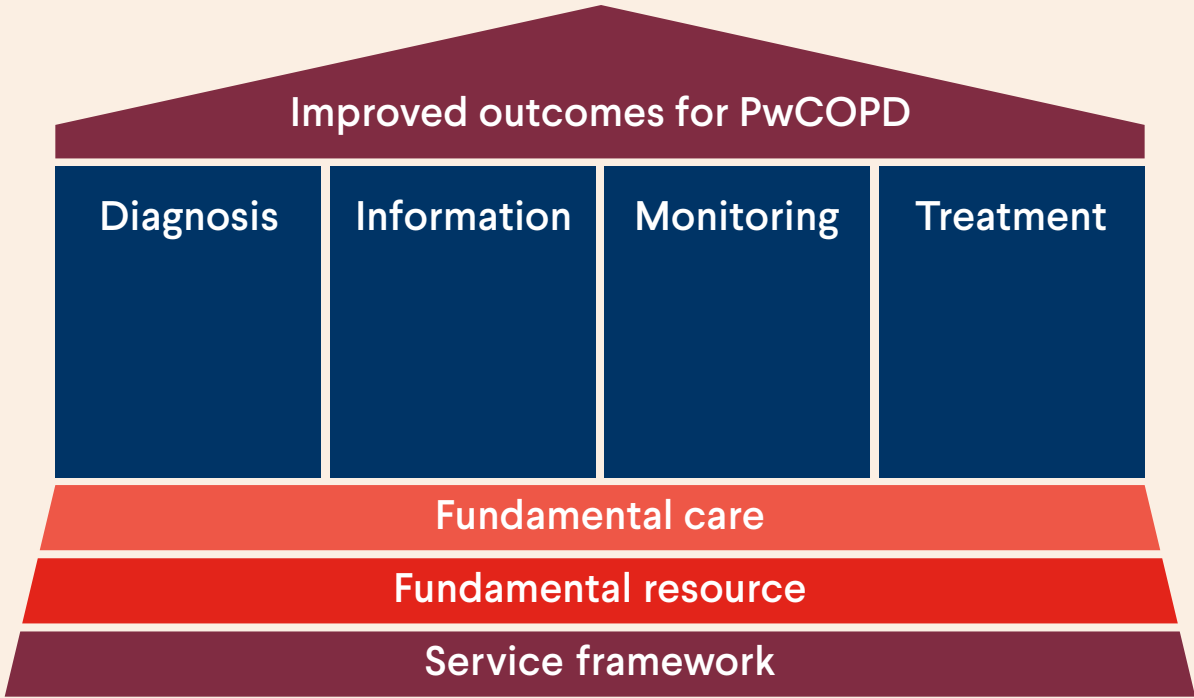 Improved outcomes for PwCOPD
Diagnosis
Information
Monitoring
Treatment
Fundamental care
Fundamental resource
Service framework